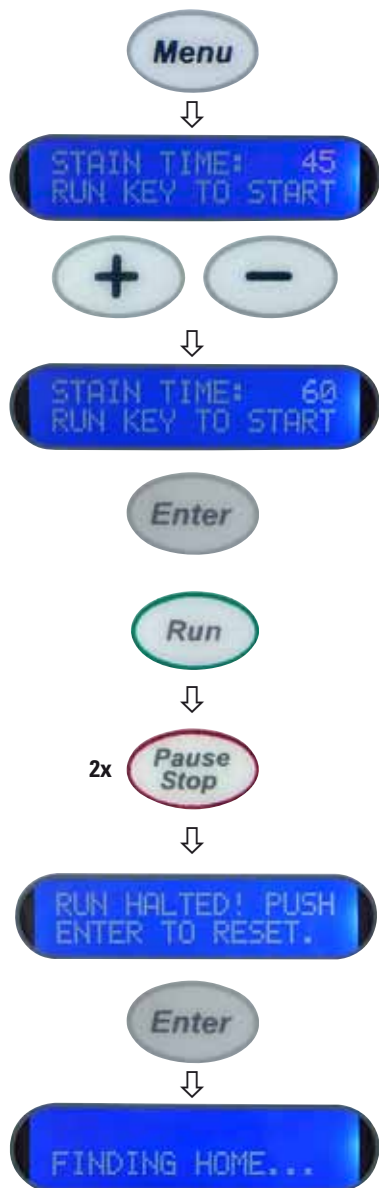 Menu
STAIN TIME: 45
RUN KEY TO START
+ -
STAIN TIME: 60
RUN KEY TO START
Enter
Run
2x Pause
Stop
RUN HALTED! PUSH
ENTER TO RESET.
Enter
FINDING HOME...